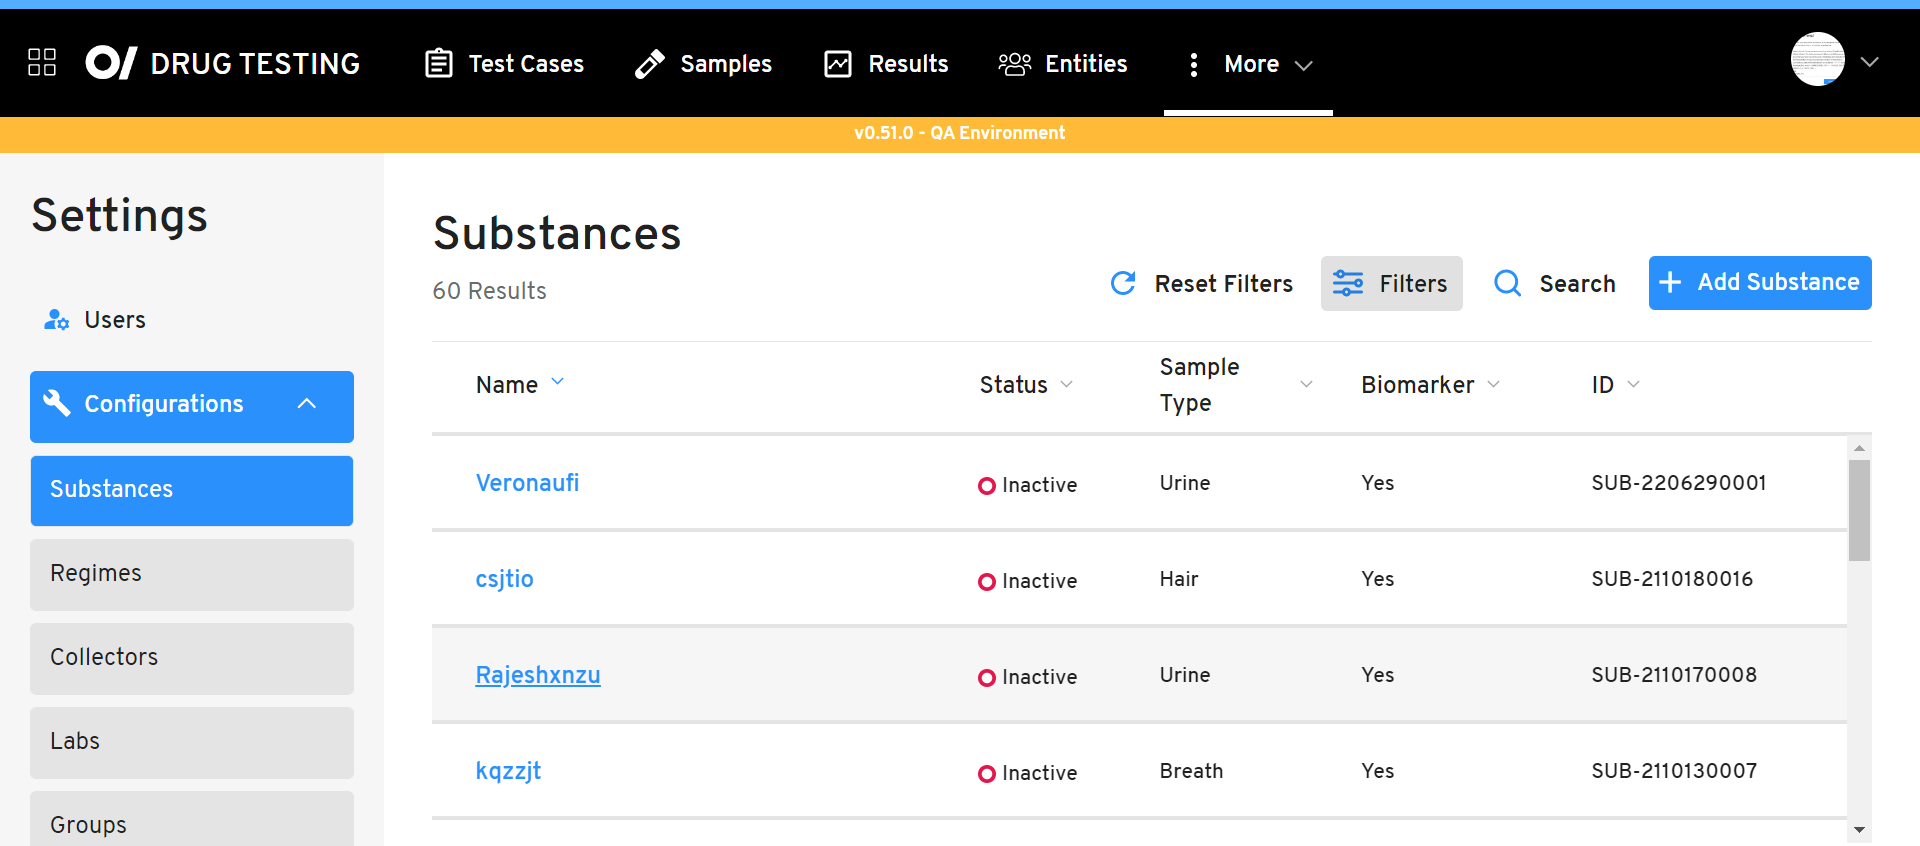 DRUG TESTING Test Cases Samples Results Entities More
v0.51.0 - QA Environment
Settings
Users
Configurations
Substances
Regimes
Collectors
Labs
Groups
Substances
60 Results
Reset Filters Filters Search + Add Substance
Name Status Sample Type Biomarker ID
Veronaufi Inactive Urine Yes SUB-2206290001
csjtio Inactive Hair Yes SUB-2110180016
Rajeshxnzu Inactive Urine Yes SUB-2110170008
kqzzjt Inactive Breath Yes SUB-2110130007